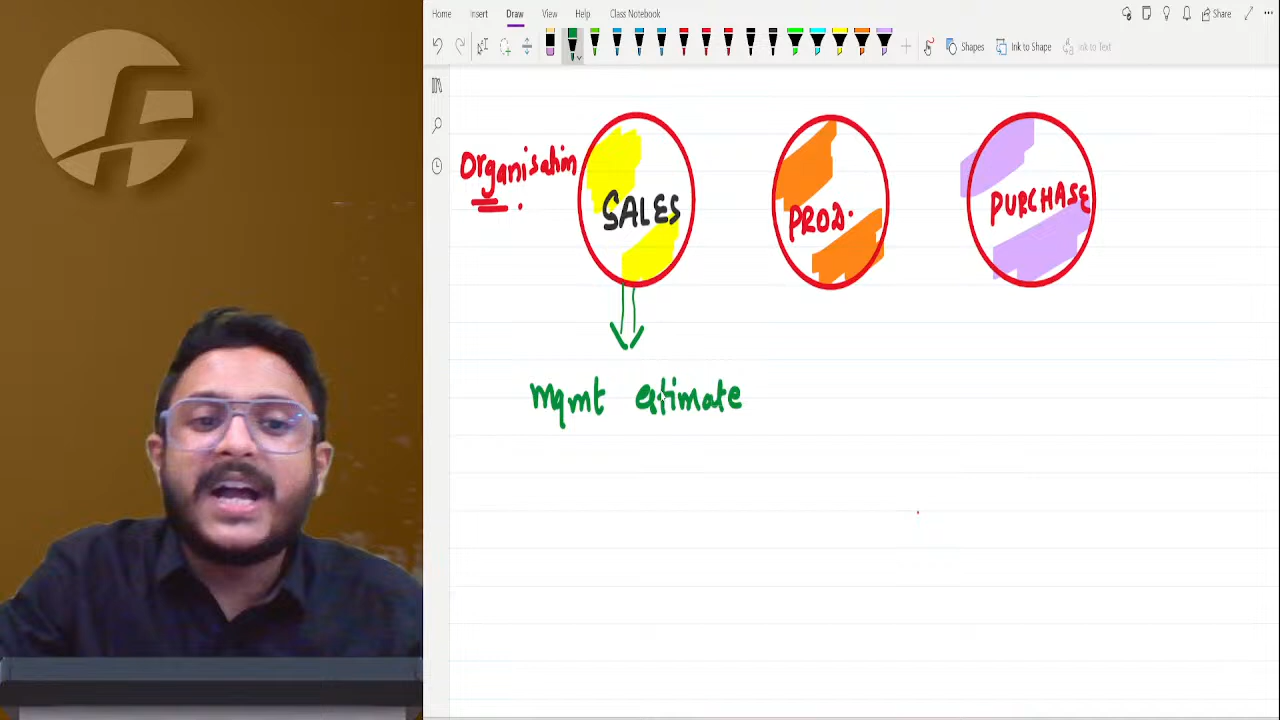 Home Insert Draw View Help Class Notebook Share
Shapes Ink to Shape Ink to Text
Organisation
SALES
PROD.
PURCHASE
Mgmt estimate